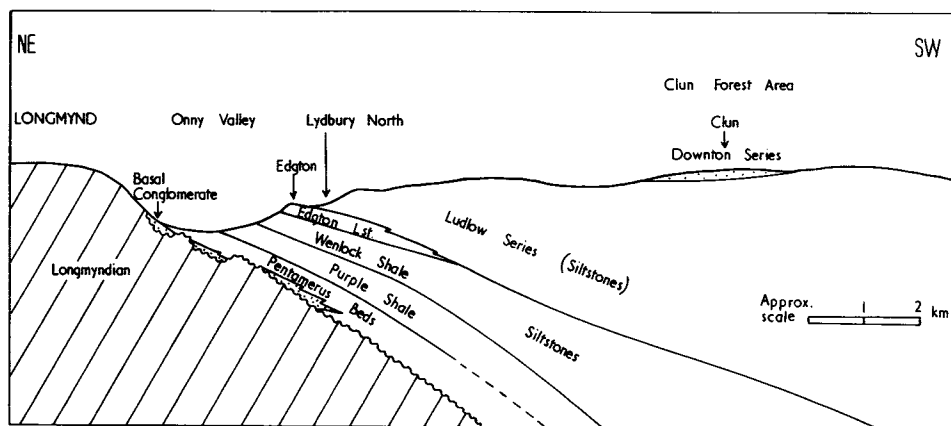 NE
SW
Clun Forest Area
LONGMYND
Onny Valley
Lydbury North
Clun
Downton Series
Edgton
Basal
Conglomerate
Edgton Lst.
Ludlow Series (Siltstones)
Wenlock Shale
Longmyndian
Purple Shale
Pentamerus Beds
Siltstones
Approx.
scale
1
2
km